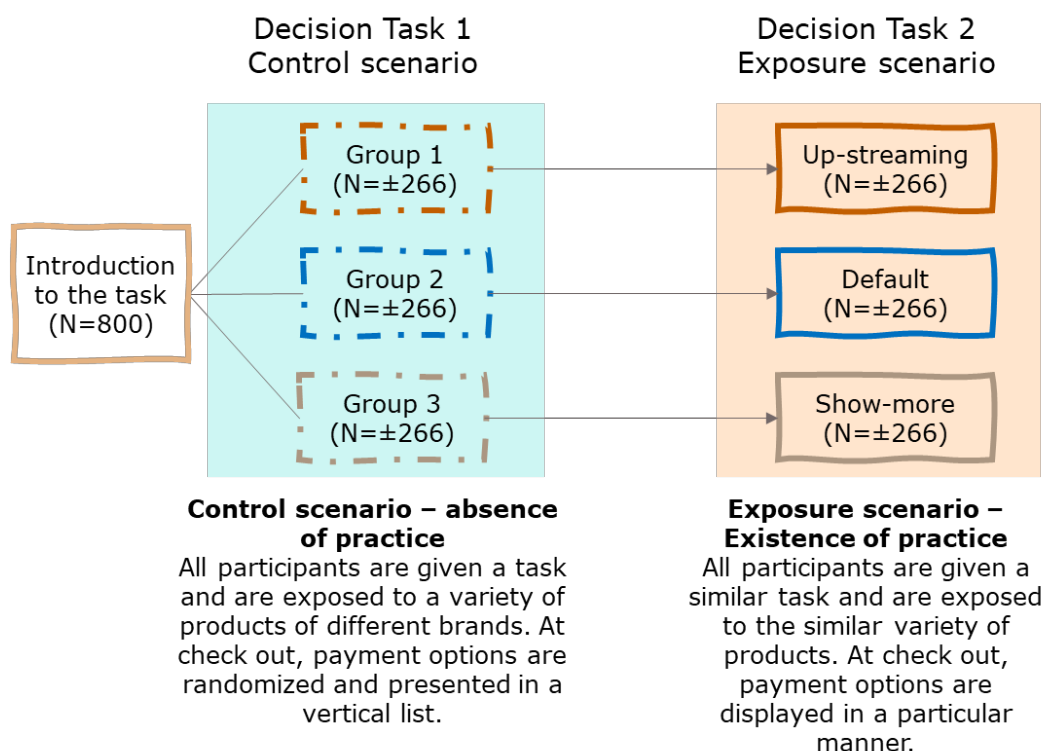 Decision Task 1
Control scenario
Decision Task 2
Exposure scenario
Introduction
to the task
(N=800)
Group 1
(N=±266)
Group 2
(N=±266)
Group 3
(N=±266)
Up-streaming
(N=±266)
Default
(N=±266)
Show-more
(N=±266)
Control scenario – absence
of practice
All participants are given a task
and are exposed to a variety of
products of different brands. At
check out, payment options are
randomized and presented in a
vertical list.
Exposure scenario –
Existence of practice
All participants are given a
similar task and are exposed
to the similar variety of
products. At check out,
payment options are
displayed in a particular
manner.